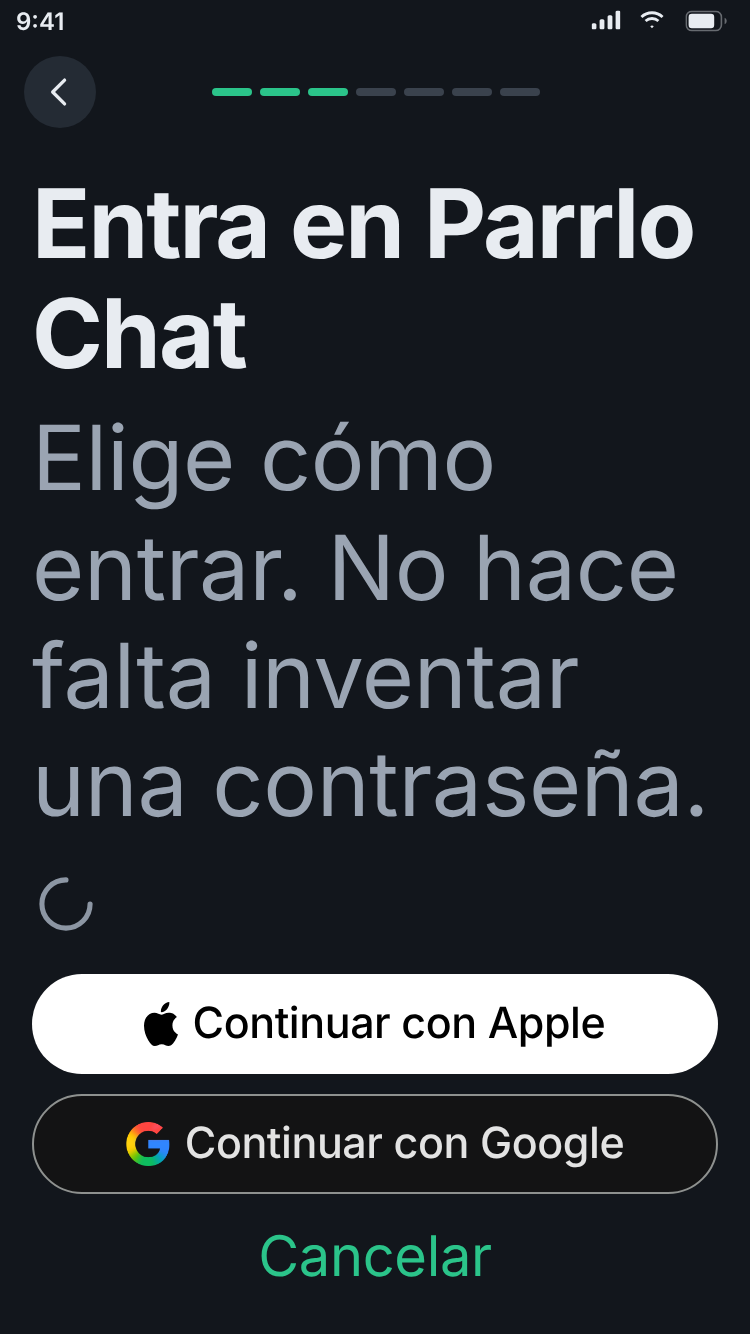 9:41
Entra en Parrlo
Chat
Elige cómo
entrar. No hace
falta inventar
una contraseña.
Continuar con Apple
Continuar con Google
Cancelar